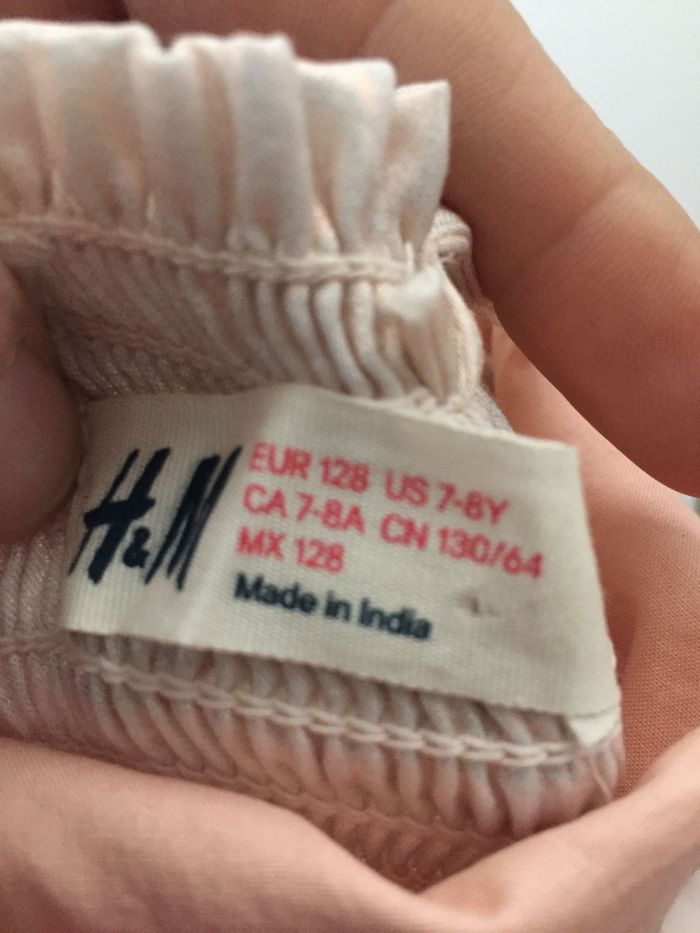 H&M
EUR 128 US 7-8Y
CA 7-8A CN 130/64
MX 128
Made in India